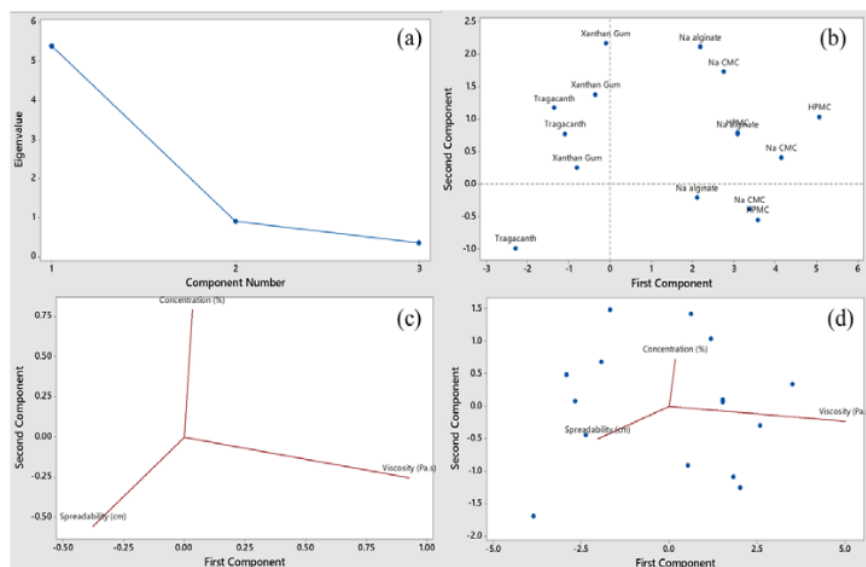 (a)
Eigenvalue
6
5
4
3
2
1
0
1
2
3
Component Number
(b)
Second Component
2.5
2.0
1.5
1.0
0.5
0.0
-0.5
-1.0
Xanthan Gum
Na alginate
Na CMC
Xanthan Gum
Tragacanth
HPMC
Tragacanth
HPMC
Na alginate
Na CMC
Xanthan Gum
Na alginate
Na CMC
HPMC
Tragacanth
-3
-2
-1
0
1
2
3
4
5
6
First Component
(c)
Second Component
0.75
0.50
0.25
0.00
-0.25
-0.50
Concentration (%)
Viscosity (Pa.s)
Spreadability (cm)
-0.50
-0.25
0.00
0.25
0.50
0.75
1.00
First Component
(d)
Second Component
1.5
1.0
0.5
0.0
-0.5
-1.0
-1.5
-2.0
Concentration (%)
Viscosity (Pa.
Spreadability (cm)
-5.0
-2.5
0.0
2.5
5.0
First Component